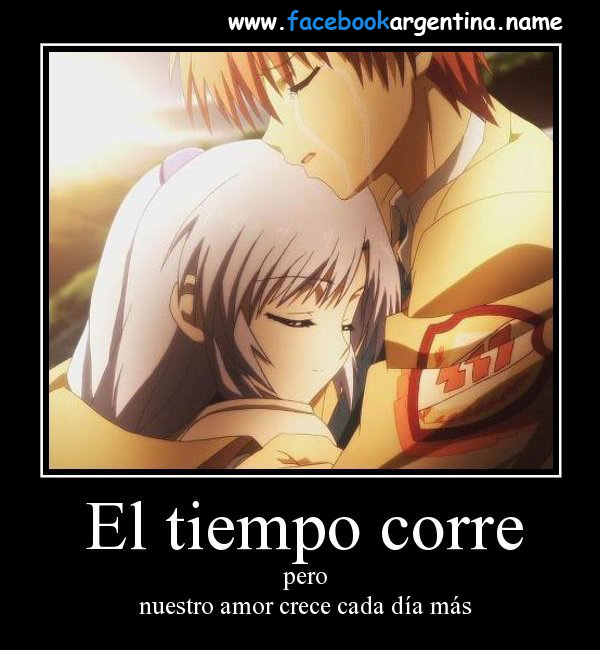 www.facebookargentina.name
El tiempo corre
pero
nuestro amor crece cada día más